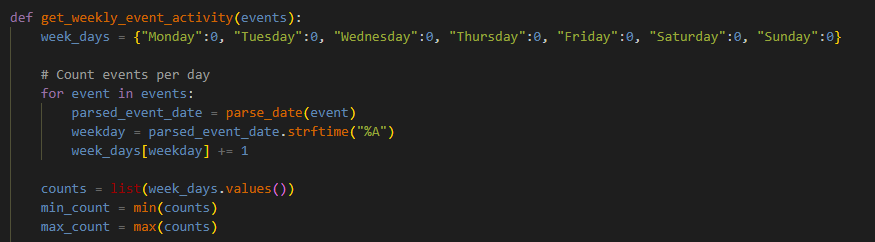 def get_weekly_event_activity(events):
    week_days = {"Monday":0, "Tuesday":0, "Wednesday":0, "Thursday":0, "Friday":0, "Saturday":0, "Sunday":0}

    # Count events per day
    for event in events:
        parsed_event_date = parse_date(event)
        weekday = parsed_event_date.strftime("%A")
        week_days[weekday] += 1

    counts = list(week_days.values())
    min_count = min(counts)
    max_count = max(counts)